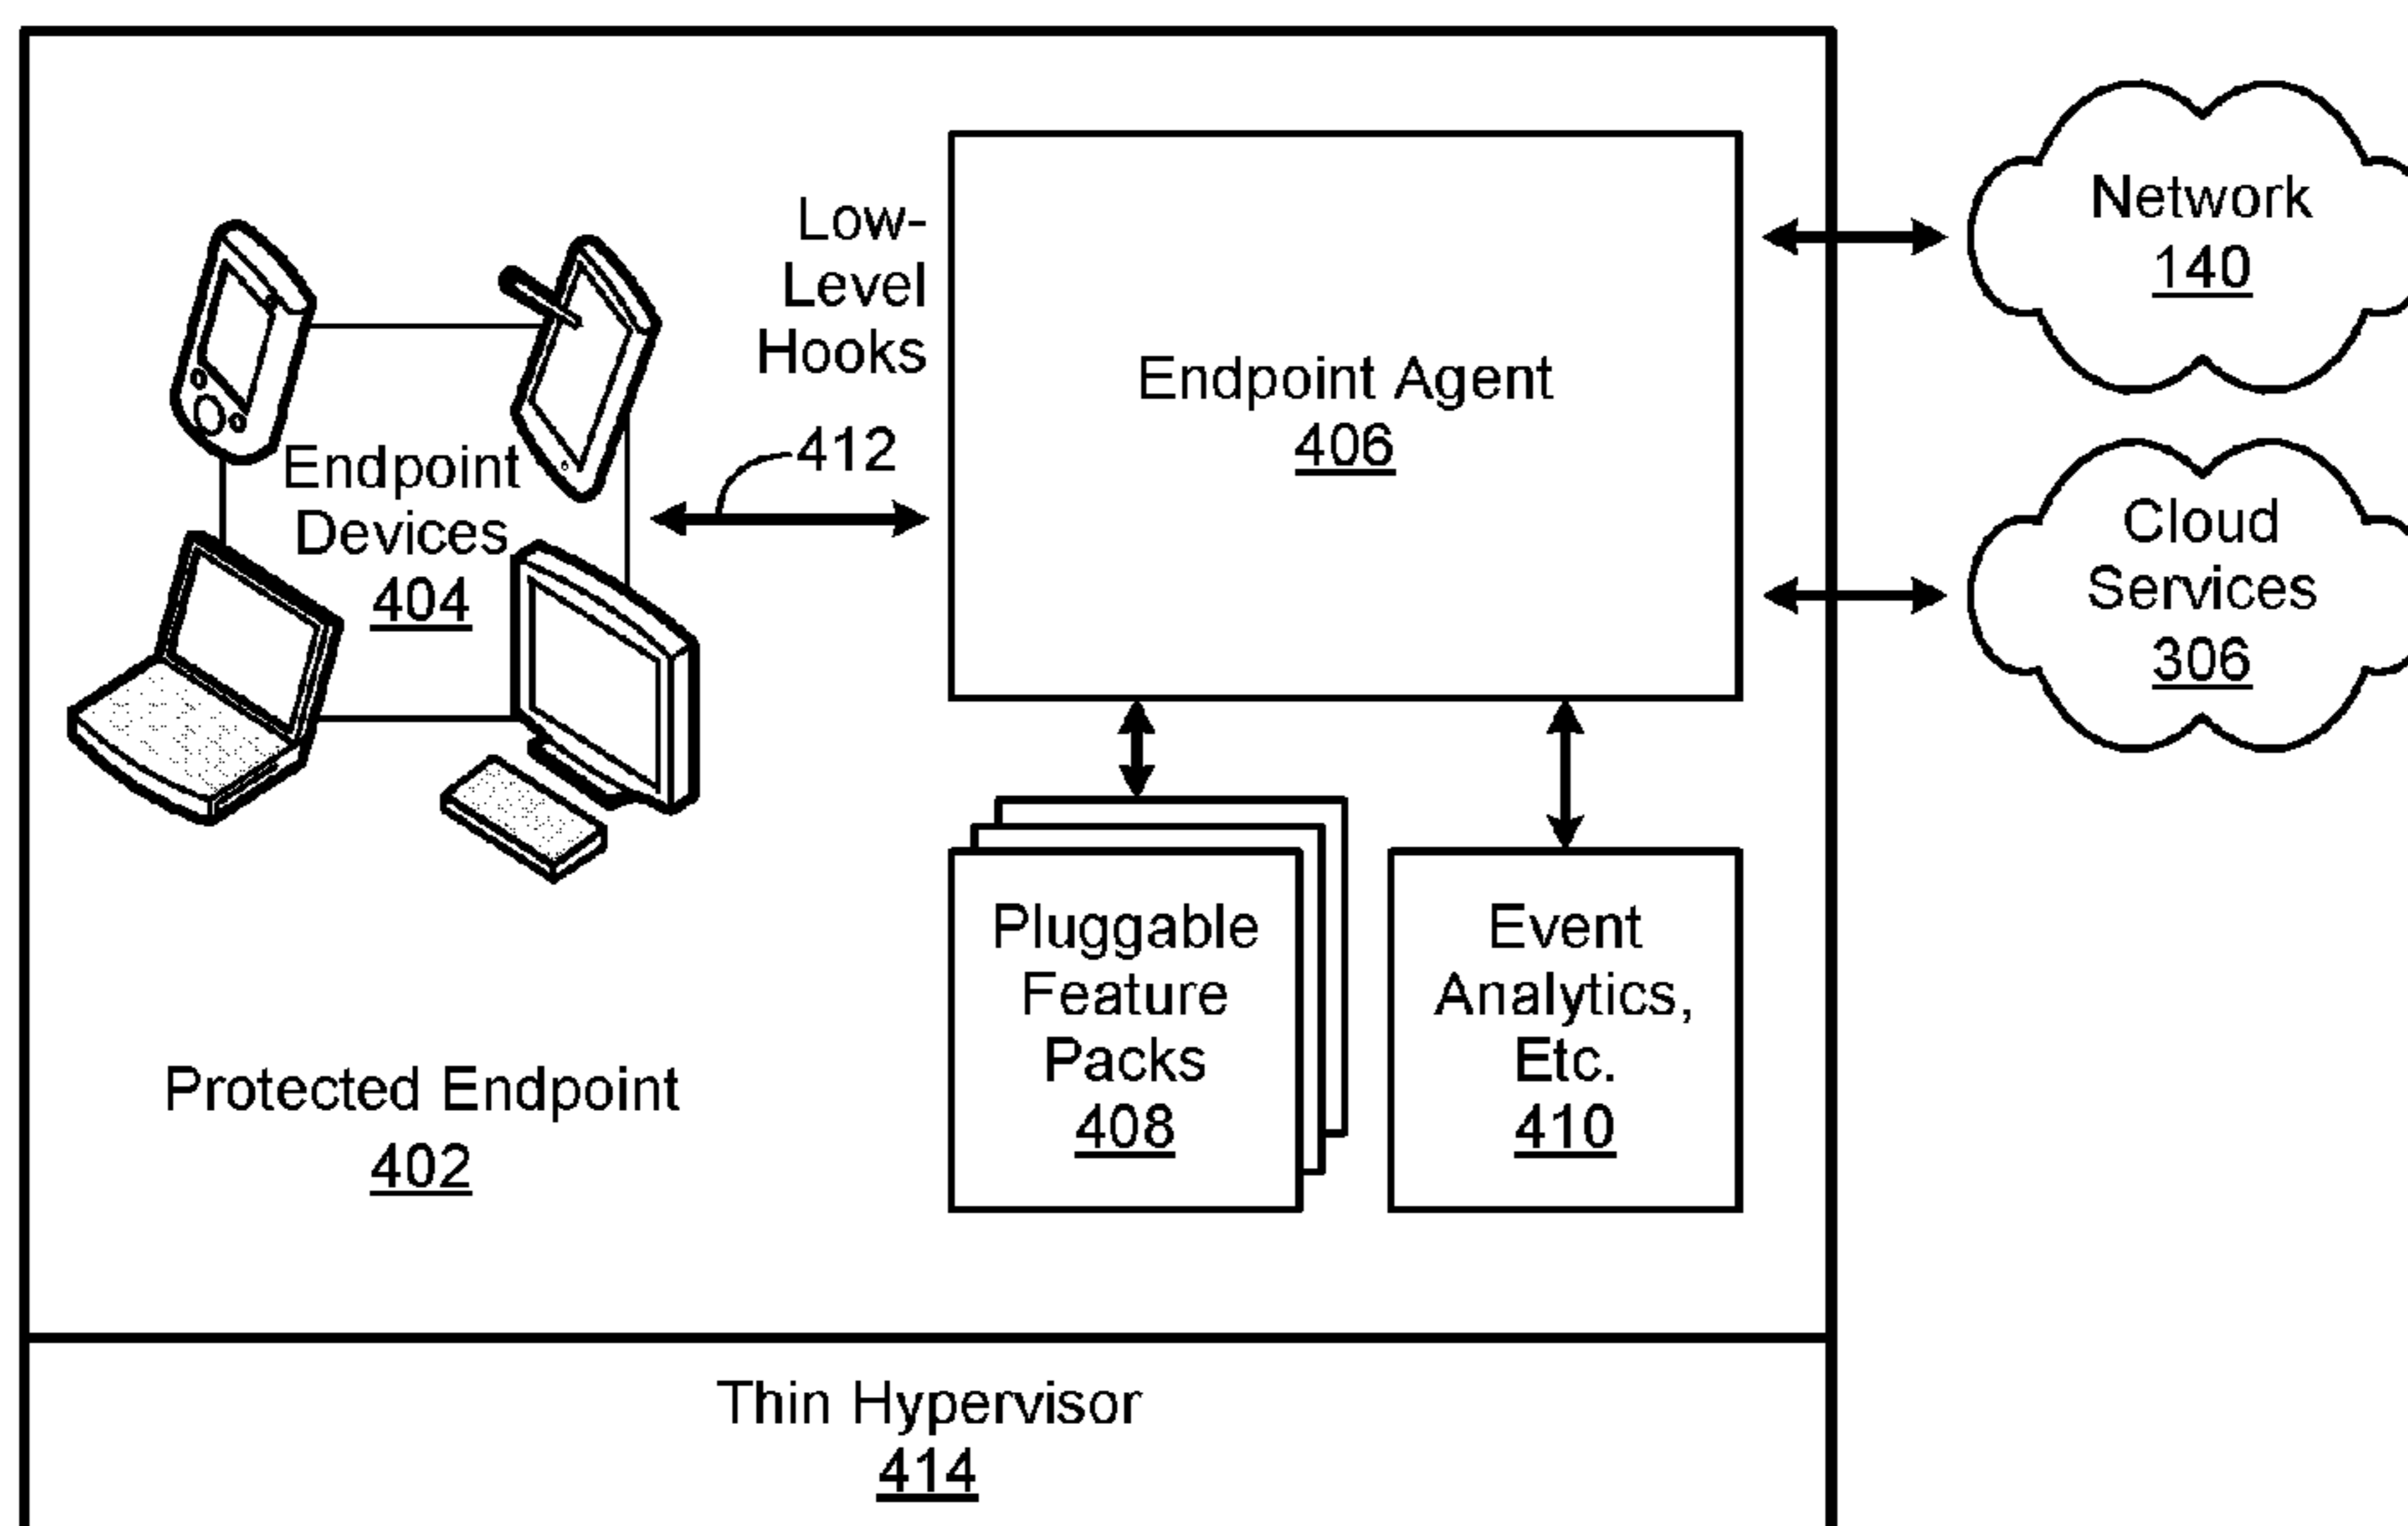 Low-
Level
Hooks
412
Endpoint
Devices
404
Endpoint Agent
406
Network
140
Cloud
Services
306
Pluggable
Feature
Packs
408
Event
Analytics,
Etc.
410
Protected Endpoint
402
Thin Hypervisor
414